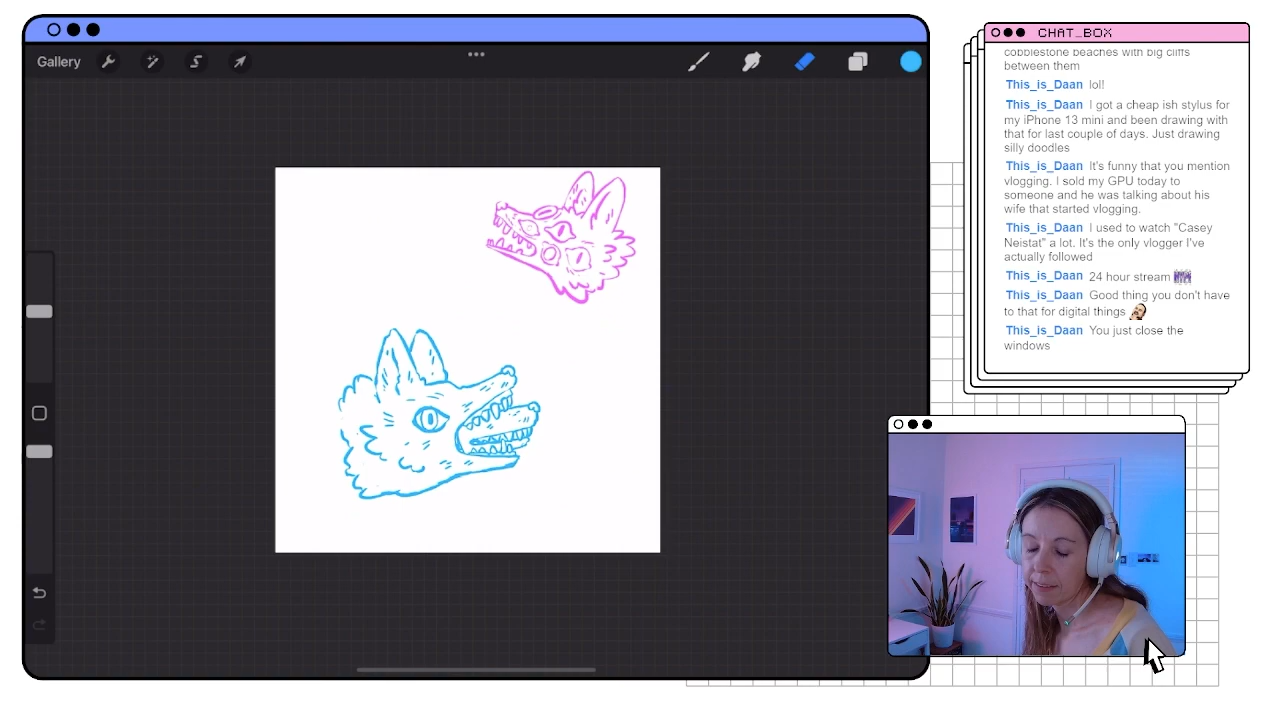 Gallery
CHAT_BOX
cobblestone beaches with big cliffs
between them
This_is_Daan lol!
This_is_Daan I got a cheap ish stylus for
my iPhone 13 mini and been drawing with
that for last couple of days. Just drawing
silly doodles
This_is_Daan It's funny that you mention
vlogging. I sold my GPU today to
someone and he was talking about his
wife that started vlogging.
This_is_Daan I used to watch "Casey
Neistat" a lot. It's the only vlogger I've
actually followed
This_is_Daan 24 hour stream
This_is_Daan Good thing you don't have
to that for digital things
This_is_Daan You just close the
windows